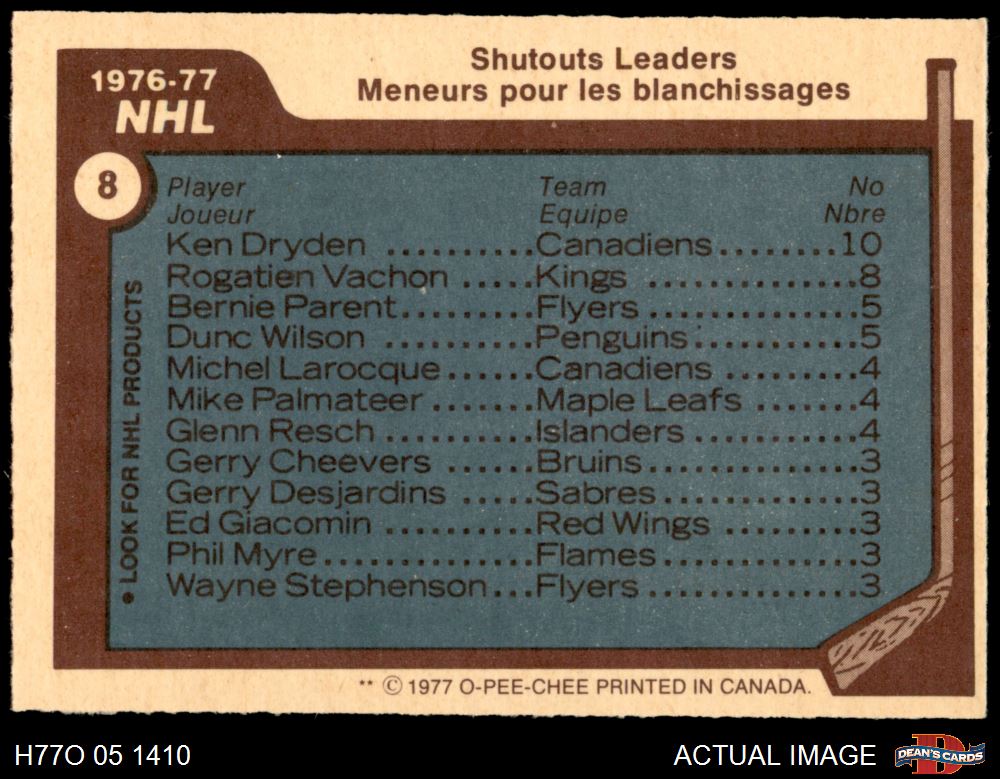 Shutouts Leaders
Meneurs pour les blanchissages
1976-77
NHL
8
Player Team No
Joueur Equipe Nbre
Ken Dryden ..........Canadiens........10
Rogatien Vachon .....Kings ............8
Bernie Parent.........Flyers .............5
Dunc Wilson ..........Penguins..........5
Michel Larocque......Canadiens ........4
Mike Palmateer .......Maple Leafs ......4
Glenn Resch ..........Islanders ..........4
Gerry Cheevers ......Bruins.............3
Gerry Desjardins .....Sabres............3
Ed Giacomin ..........Red Wings ........3
Phil Myre..............Flames ............3
Wayne Stephenson...Flyers .............3
• LOOK FOR NHL PRODUCTS
** © 1977 O-PEE-CHEE PRINTED IN CANADA.
H77O 05 1410
ACTUAL IMAGE
D
DEAN'S CARDS